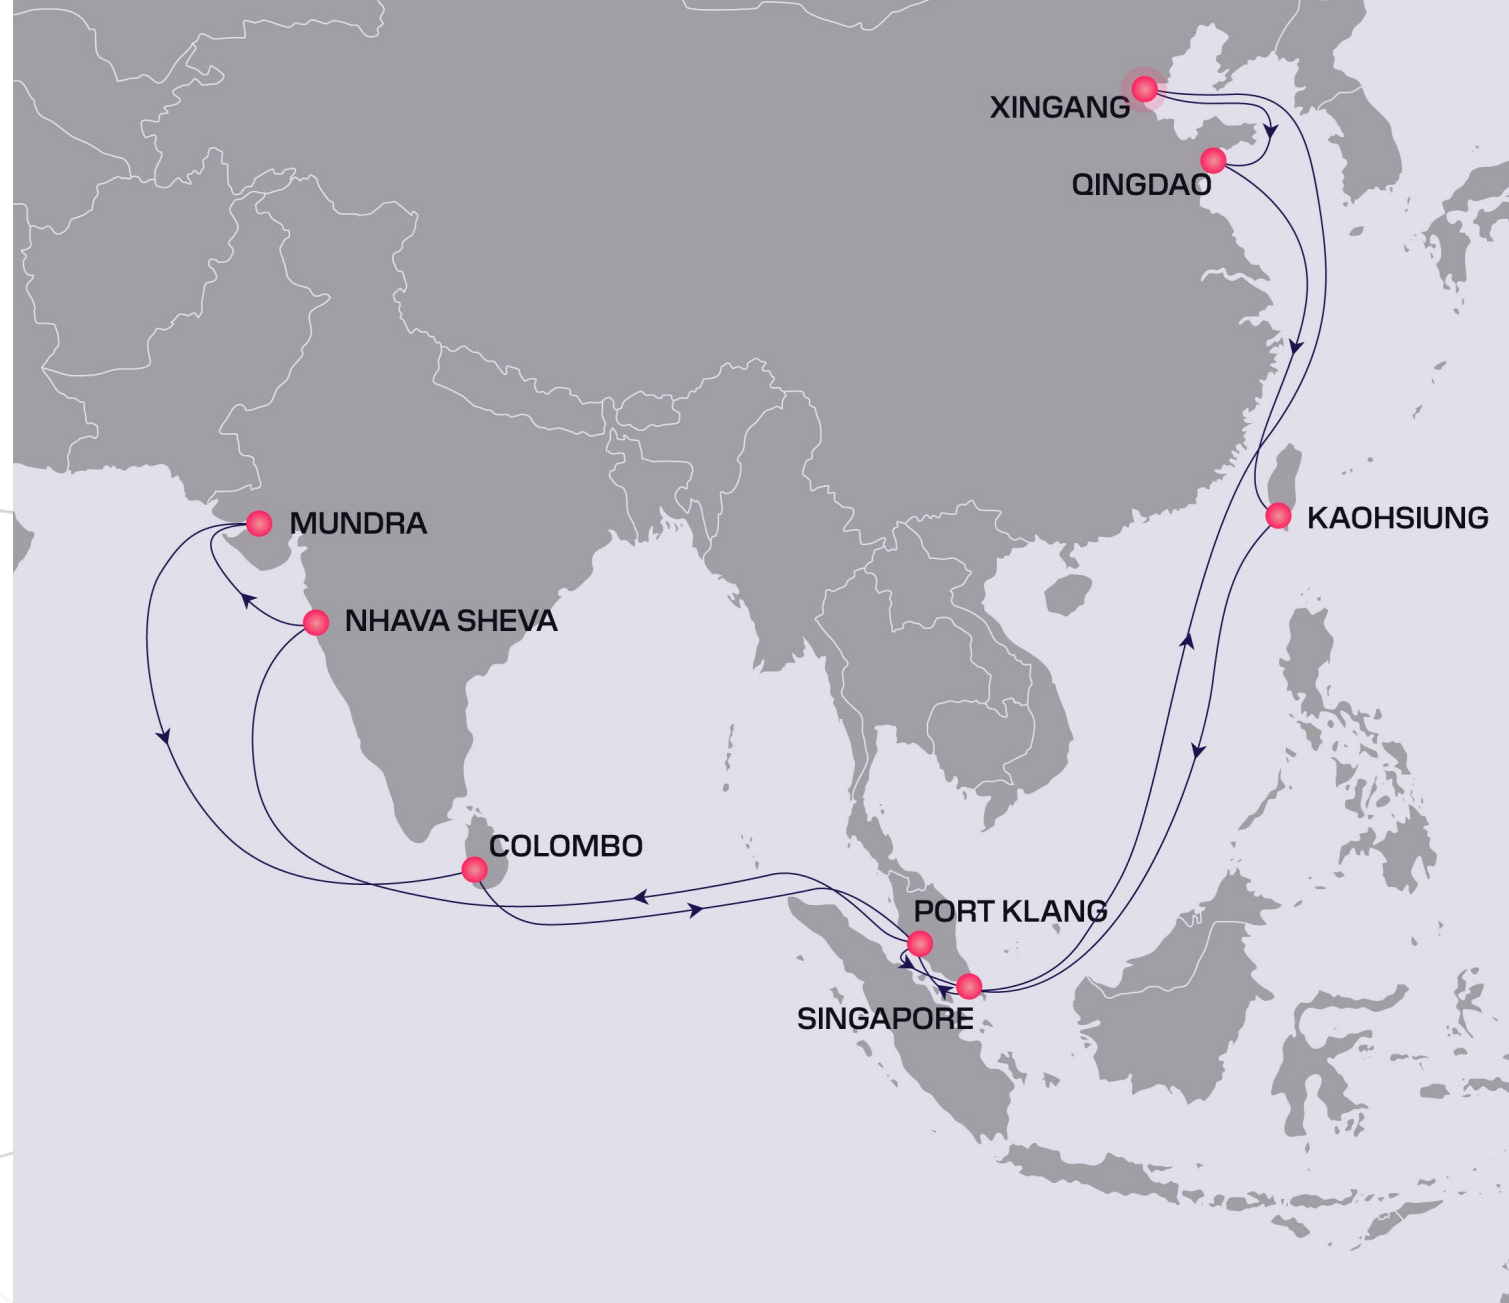 XINGANG
QINGDAO
KAOHSIUNG
MUNDRA
NHAVA SHEVA
COLOMBO
PORT KLANG
SINGAPORE